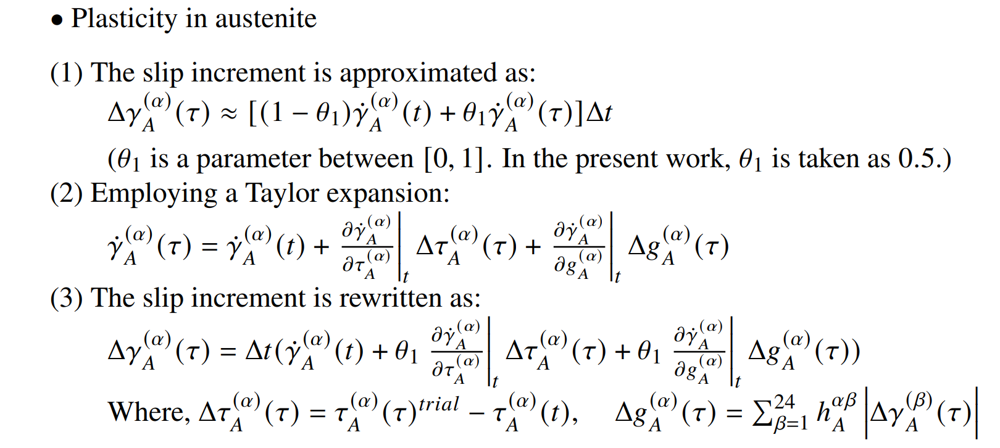 • Plasticity in austenite
(1) The slip increment is approximated as:
$\Delta\gamma_A^{(\alpha)}(\tau) \approx [(1-\theta_1)\dot{\gamma}_A^{(\alpha)}(t) + \theta_1\dot{\gamma}_A^{(\alpha)}(\tau)]\Delta t$
($\theta_1$ is a parameter between $[0, 1]$. In the present work, $\theta_1$ is taken as 0.5.)
(2) Employing a Taylor expansion:
$\dot{\gamma}_A^{(\alpha)}(\tau) = \dot{\gamma}_A^{(\alpha)}(t) + \left.\frac{\partial\dot{\gamma}_A^{(\alpha)}}{\partial\tau_A^{(\alpha)}}\right|_t \Delta\tau_A^{(\alpha)}(\tau) + \left.\frac{\partial\dot{\gamma}_A^{(\alpha)}}{\partial g_A^{(\alpha)}}\right|_t \Delta g_A^{(\alpha)}(\tau)$
(3) The slip increment is rewritten as:
$\Delta\gamma_A^{(\alpha)}(\tau) = \Delta t(\dot{\gamma}_A^{(\alpha)}(t) + \theta_1 \left.\frac{\partial\dot{\gamma}_A^{(\alpha)}}{\partial\tau_A^{(\alpha)}}\right|_t \Delta\tau_A^{(\alpha)}(\tau) + \theta_1 \left.\frac{\partial\dot{\gamma}_A^{(\alpha)}}{\partial g_A^{(\alpha)}}\right|_t \Delta g_A^{(\alpha)}(\tau))$
Where, $\Delta\tau_A^{(\alpha)}(\tau) = \tau_A^{(\alpha)}(\tau)^{trial} - \tau_A^{(\alpha)}(t), \quad \Delta g_A^{(\alpha)}(\tau) = \sum_{\beta=1}^{24} h_A^{\alpha\beta} \left|\Delta\gamma_A^{(\beta)}(\tau)\right|$